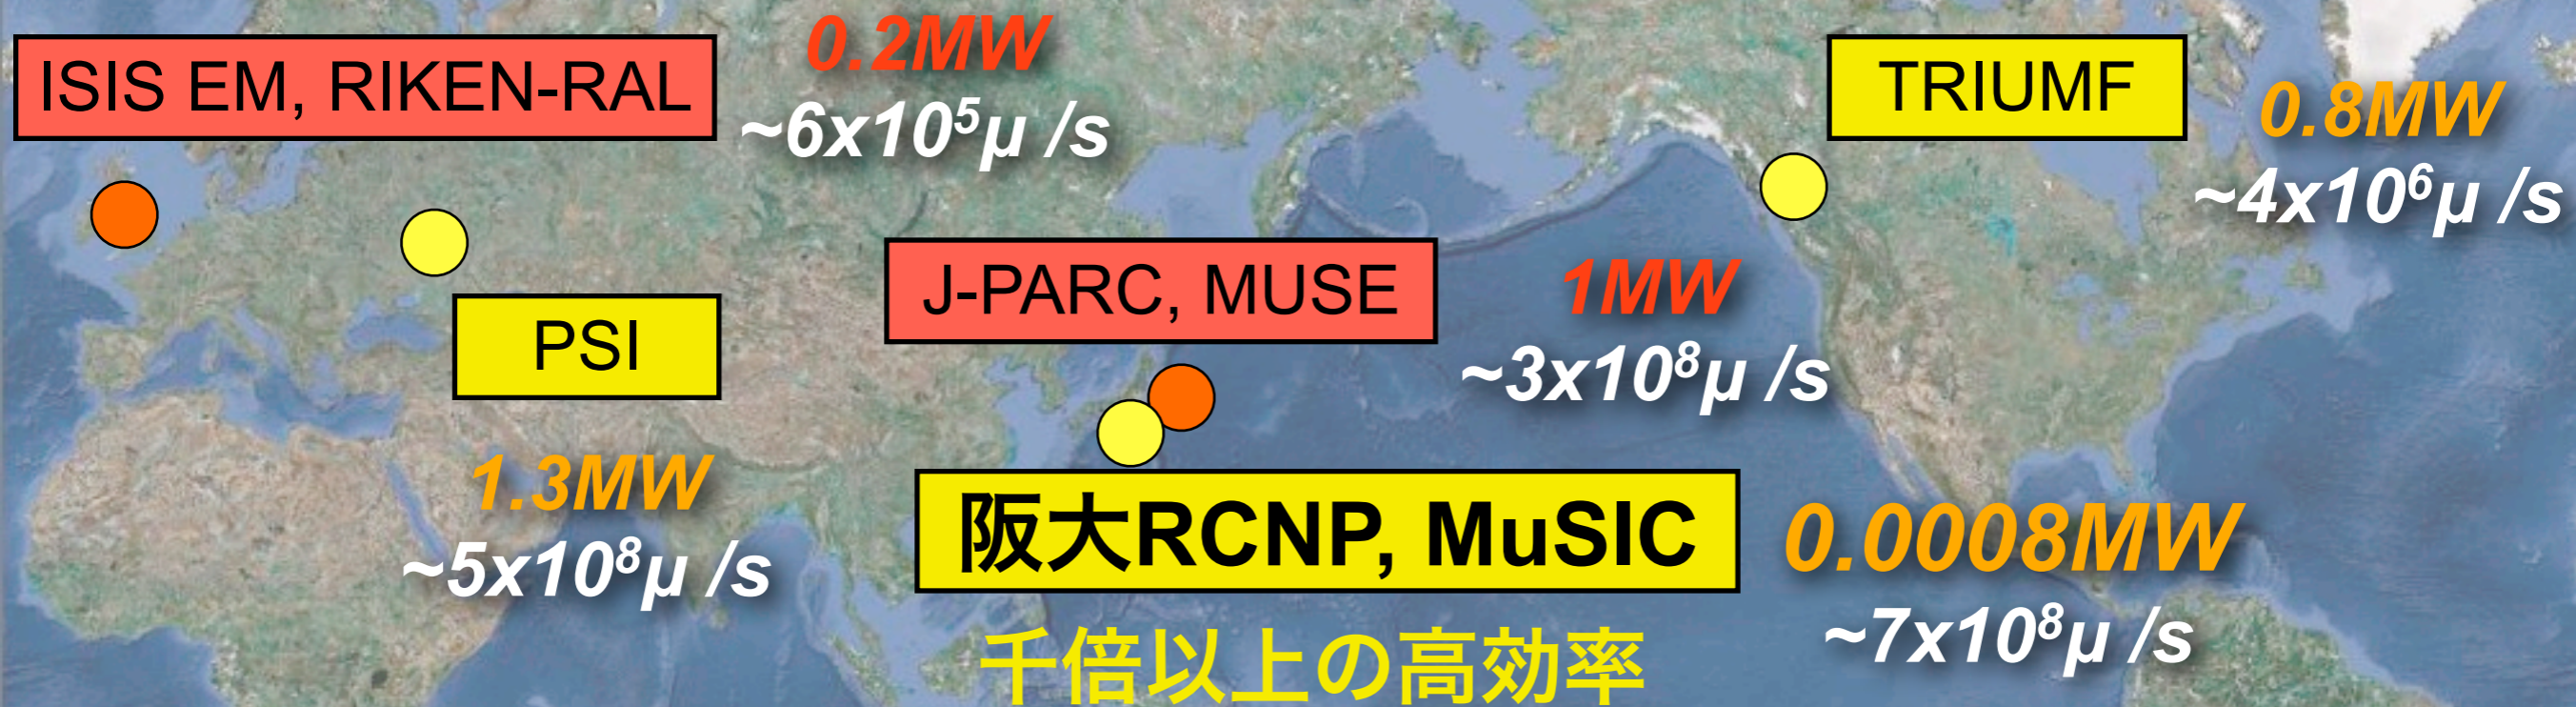 ISIS EM, RIKEN-RAL
0.2MW
~6x10⁵μ /s
TRIUMF
0.8MW
~4x10⁶μ /s
PSI
1.3MW
~5x10⁸μ /s
J-PARC, MUSE
1MW
~3x10⁸μ /s
阪大RCNP, MuSIC
0.0008MW
~7x10⁸μ /s
千倍以上の高効率